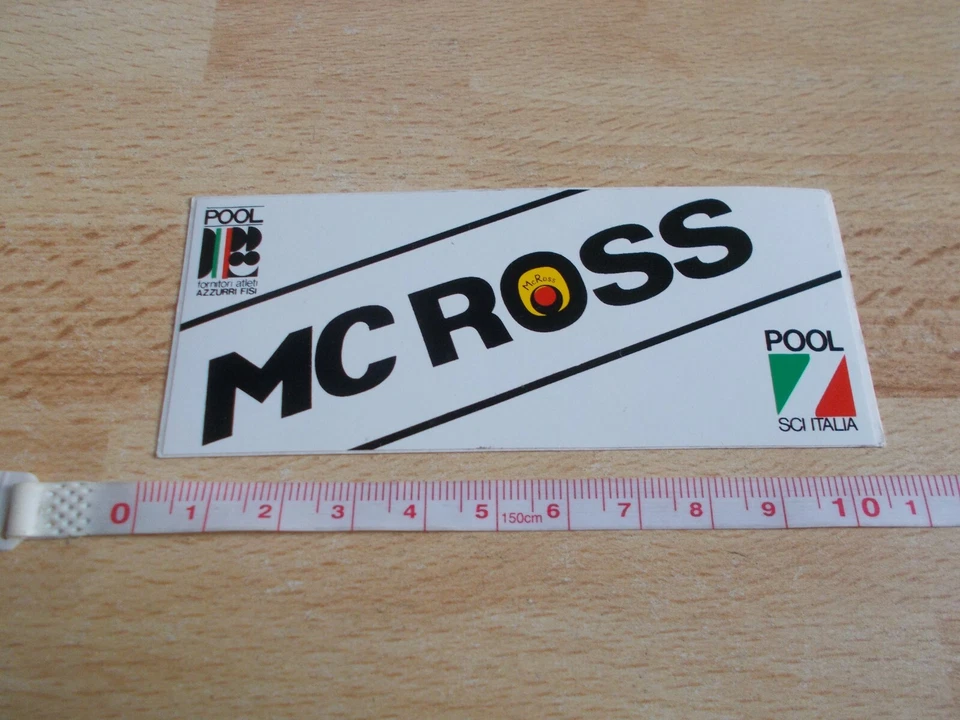 POOL
fornitori atleti
AZZURRI FISI
MC ROSS
McRoss
POOL
SCI ITALIA
0 1 2 3 4 5 150cm 6 7 8 9 10 1